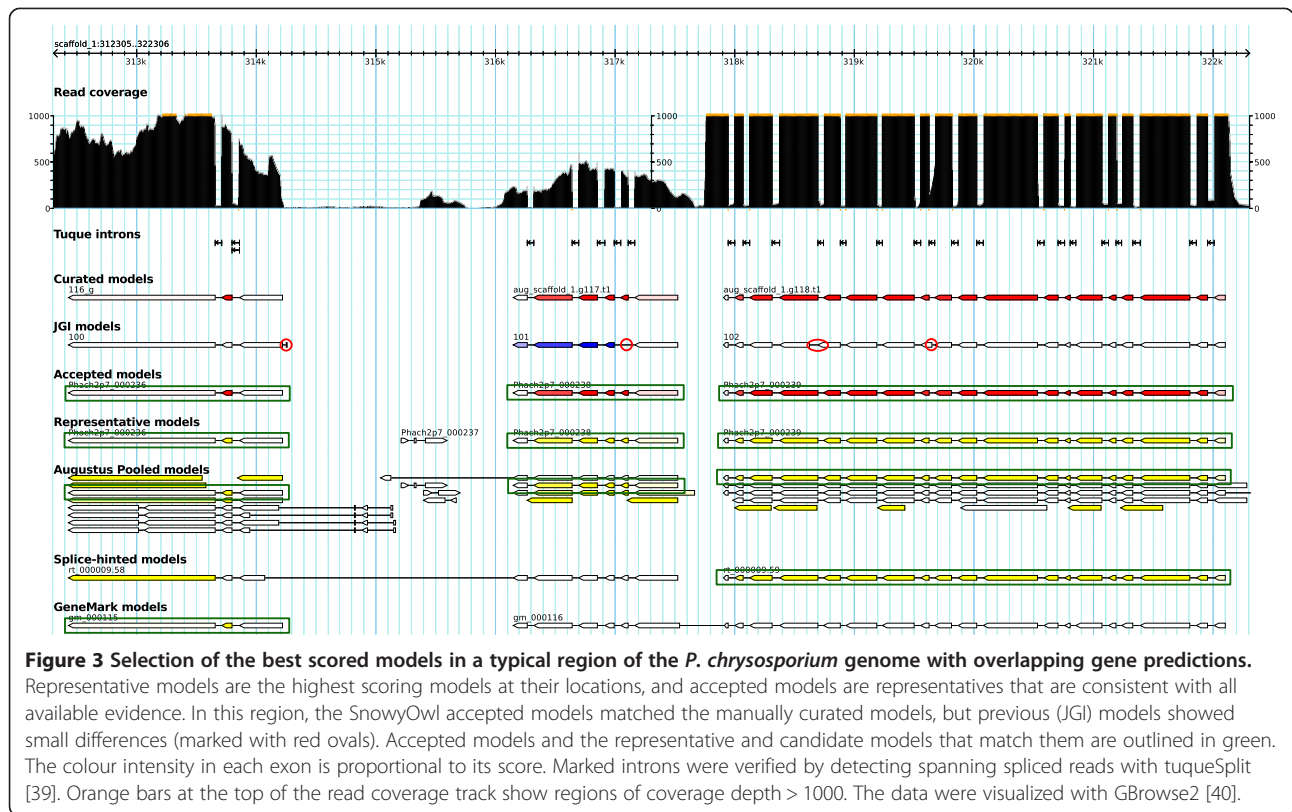 scaffold_1:312305..322306
313k 314k 315k 316k 317k 318k 319k 320k 321k 322k
Read coverage
1000 1000 1000
500 500 500
0 0 0
Tuque introns
Curated models
116_g aug_scaffold_1.g117.t1 aug_scaffold_1.g118.t1
JGI models
100 101 102
Accepted models
Phach2p7_000236 Phach2p7_000238 Phach2p7_000239
Representative models
Phach2p7_000236 Phach2p7_000237 Phach2p7_000238 Phach2p7_000239
Augustus Pooled models
Splice-hinted models
rt_000009.58 rt_000009.59
GeneMark models
gm_000115 gm_000116
Figure 3 Selection of the best scored models in a typical region of the P. chrysosporium genome with overlapping gene predictions.
Representative models are the highest scoring models at their locations, and accepted models are representatives that are consistent with all
available evidence. In this region, the SnowyOwl accepted models matched the manually curated models, but previous (JGI) models showed
small differences (marked with red ovals). Accepted models and the representative and candidate models that match them are outlined in green.
The colour intensity in each exon is proportional to its score. Marked introns were verified by detecting spanning spliced reads with tuqueSplit
[39]. Orange bars at the top of the read coverage track show regions of coverage depth > 1000. The data were visualized with GBrowse2 [40].